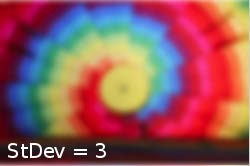 StDev = 3